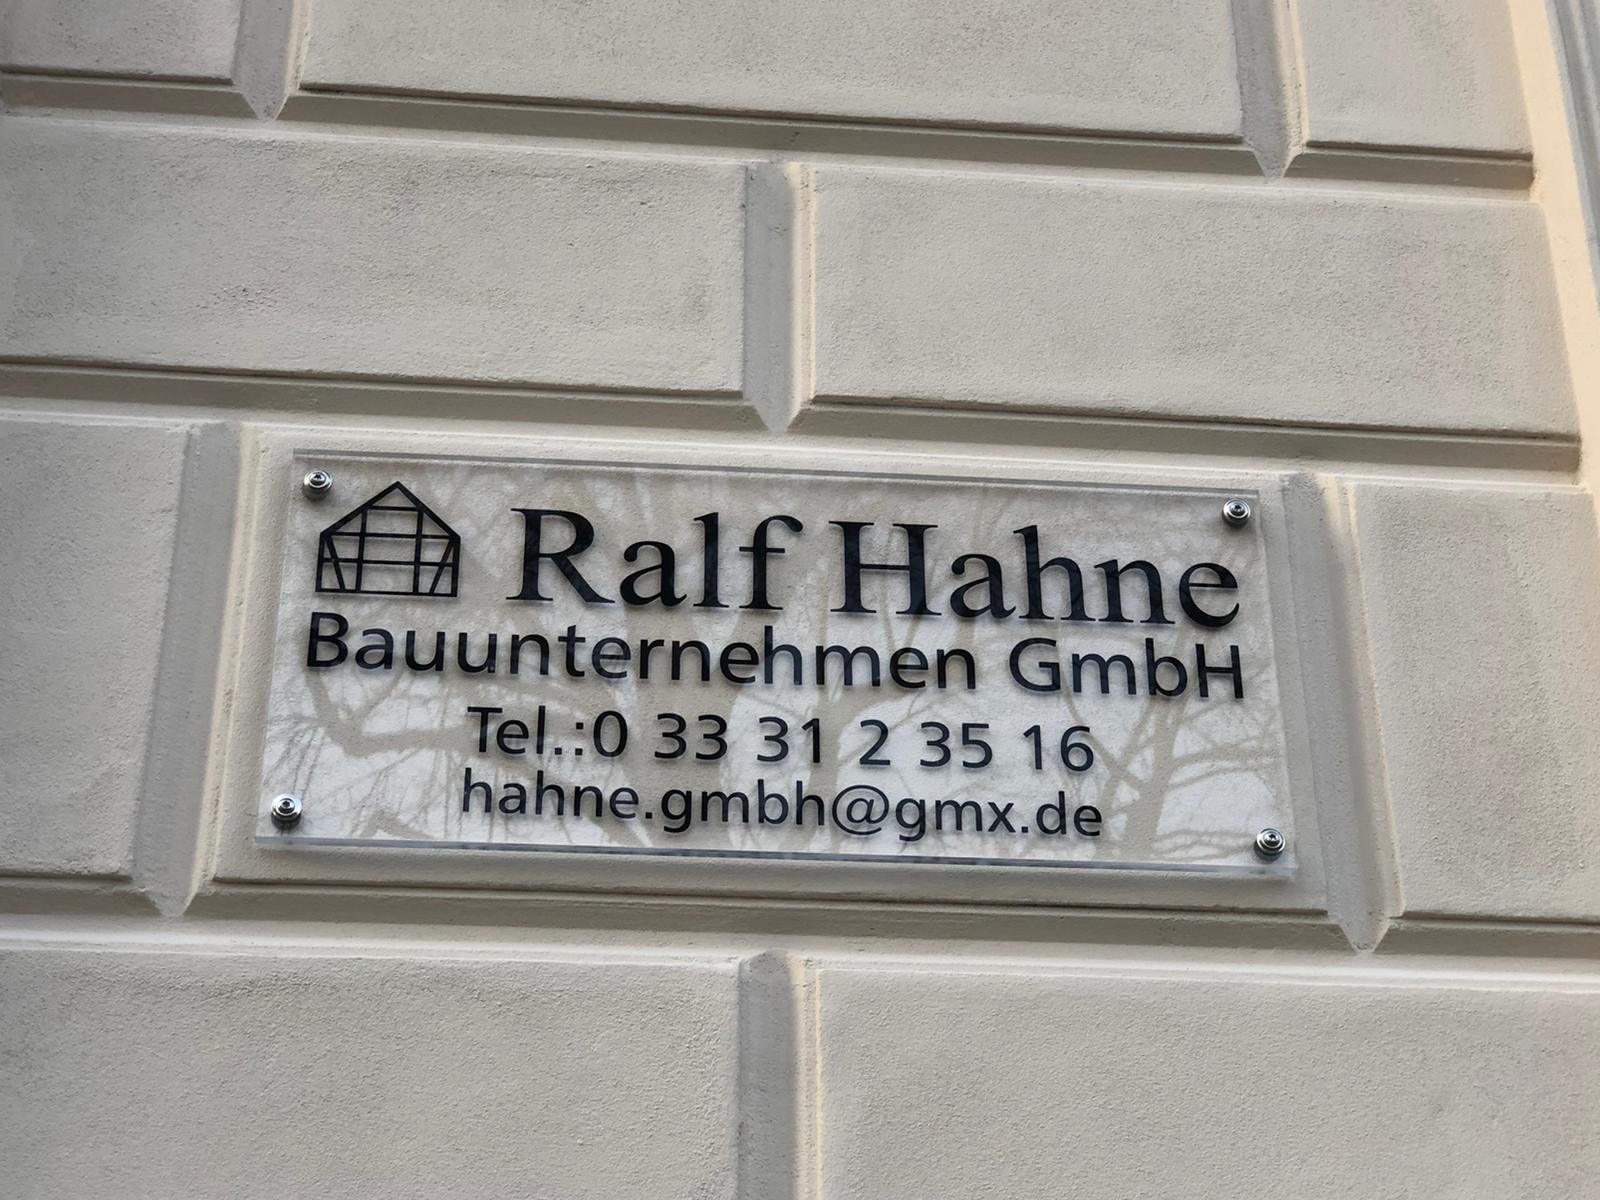 Ralf Hahne
Bauunternehmen GmbH
Tel.:0 33 31 2 35 16
hahne.gmbh@gmx.de